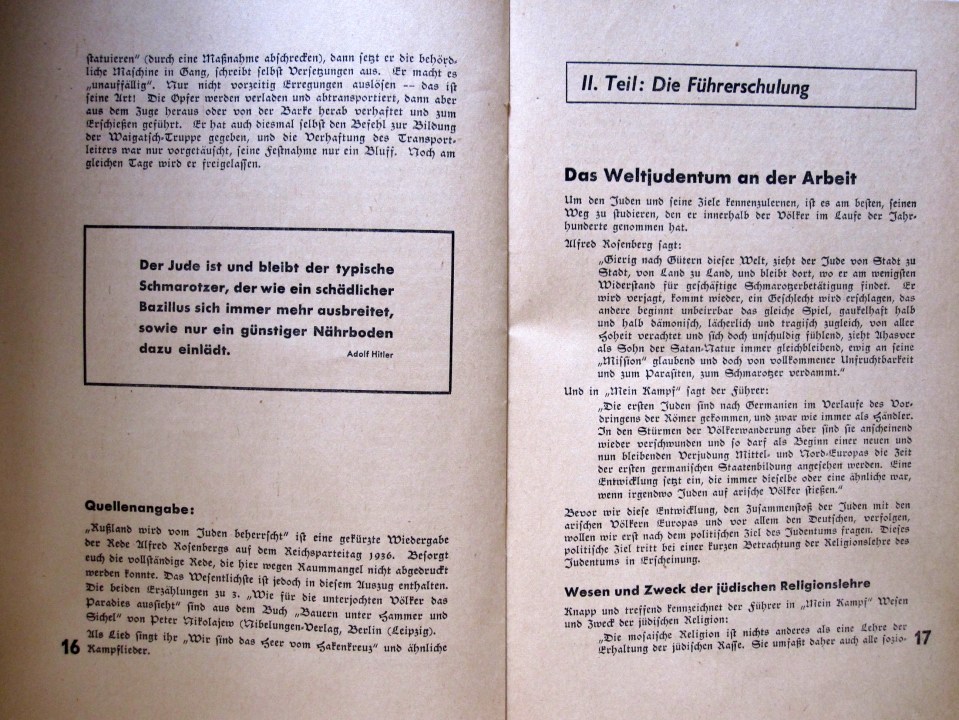 statuieren“ (durch eine Maßnahme abschrecken), dann setzt er die behörd-
liche Maschine in Gang, schreibt selbst Versetzungen aus. Er macht es
„unauffällig“. Nur nicht vorzeitig Erregungen auslösen — das ist
seine Art! Die Opfer werden verladen und abtransportiert, dann aber
aus dem Zuge heraus oder von der Barke herab verhaftet und zum
Erschießen geführt. Er hat auch diesmal selbst den Befehl zur Bildung
der Waigatsch-Truppe gegeben, und die Verhaftung des Transport-
leiters war nur vorgetäuscht, seine Festnahme nur ein Bluff. Noch am
gleichen Tage wird er freigelassen.
Der Jude ist und bleibt der typische
Schmarotzer, der wie ein schädlicher
Bazillus sich immer mehr ausbreitet,
sowie nur ein günstiger Nährboden
dazu einlädt.
Adolf Hitler
Quellenangabe:
„Rußland wird vom Juden beherrscht“ ist eine gekürzte Wiedergabe
der Rede Alfred Rosenbergs auf dem Reichsparteitag 1936. Besorgt
euch die vollständige Rede, die hier wegen Raummangel nicht abgedruckt
werden konnte. Das Wesentlichste ist jedoch in diesem Auszug enthalten.
Die beiden Erzählungen zu 3. „Wie für die unterjochten Völker das
Paradies aussieht“ sind aus dem Buch „Bauern unter Hammer und
Sichel“ von Peter Nikolajew (Nibelungen-Verlag, Berlin (Leipzig).
Als Lied singt ihr „Wir sind das Heer vom Hakenkreuz“ und ähnliche
Kampflieder.
16
II. Teil: Die Führerschulung
Das Weltjudentum an der Arbeit
Um den Juden und seine Ziele kennenzulernen, ist es am besten, seinen
Weg zu studieren, den er innerhalb der Völker im Laufe der Jahr-
hunderte genommen hat.
Alfred Rosenberg sagt:
„Gierig nach Gütern dieser Welt, zieht der Jude von Stadt zu
Stadt, von Land zu Land, und bleibt dort, wo er am wenigsten
Widerstand für geschäftige Schmarotzerbetätigung findet. Er
wird verjagt, kommt wieder, ein Geschlecht wird erschlagen, das
andere beginnt unbeirrbar das gleiche Spiel, gaukelhaft halb
und halb dämonisch, lächerlich und tragisch zugleich, von aller
Hoheit verachtet und sich doch unschuldig fühlend, zieht Ahasver
als Sohn der Satan-Natur immer gleichbleibend, ewig an seine
„Mission“ glaubend und doch von vollkommener Unfruchtbarkeit
und zum Parasiten, zum Schmarotzer verdammt.“
Und in „Mein Kampf“ sagt der Führer:
„Die ersten Juden sind nach Germanien im Verlaufe des Vor-
dringens der Römer gekommen, und zwar wie immer als Händler.
In den Stürmen der Völkerwanderung aber sind sie anscheinend
wieder verschwunden und so darf als Beginn einer neuen und
nun bleibenden Verjudung Mittel- und Nord-Europas die Zeit
der ersten germanischen Staatenbildung angesehen werden. Eine
Entwicklung setzt ein, die immer dieselbe oder eine ähnliche war,
wenn irgendwo Juden auf arische Völker stießen.“
Bevor wir diese Entwicklung, den Zusammenstoß der Juden mit den
arischen Völkern Europas und vor allem den Deutschen, verfolgen,
wollen wir erst nach dem politischen Ziel des Judentums fragen. Dieses
politische Ziel tritt bei einer kurzen Betrachtung der Religionslehre des
Judentums in Erscheinung.
Wesen und Zweck der jüdischen Religionslehre
Knapp und treffend kennzeichnet der Führer in „Mein Kampf“ Wesen
und Zweck der jüdischen Religion:
„Die mosaische Religion ist nichts anderes als eine Lehre der
Erhaltung der jüdischen Rasse. Sie umfaßt daher auch alle sozio-
17